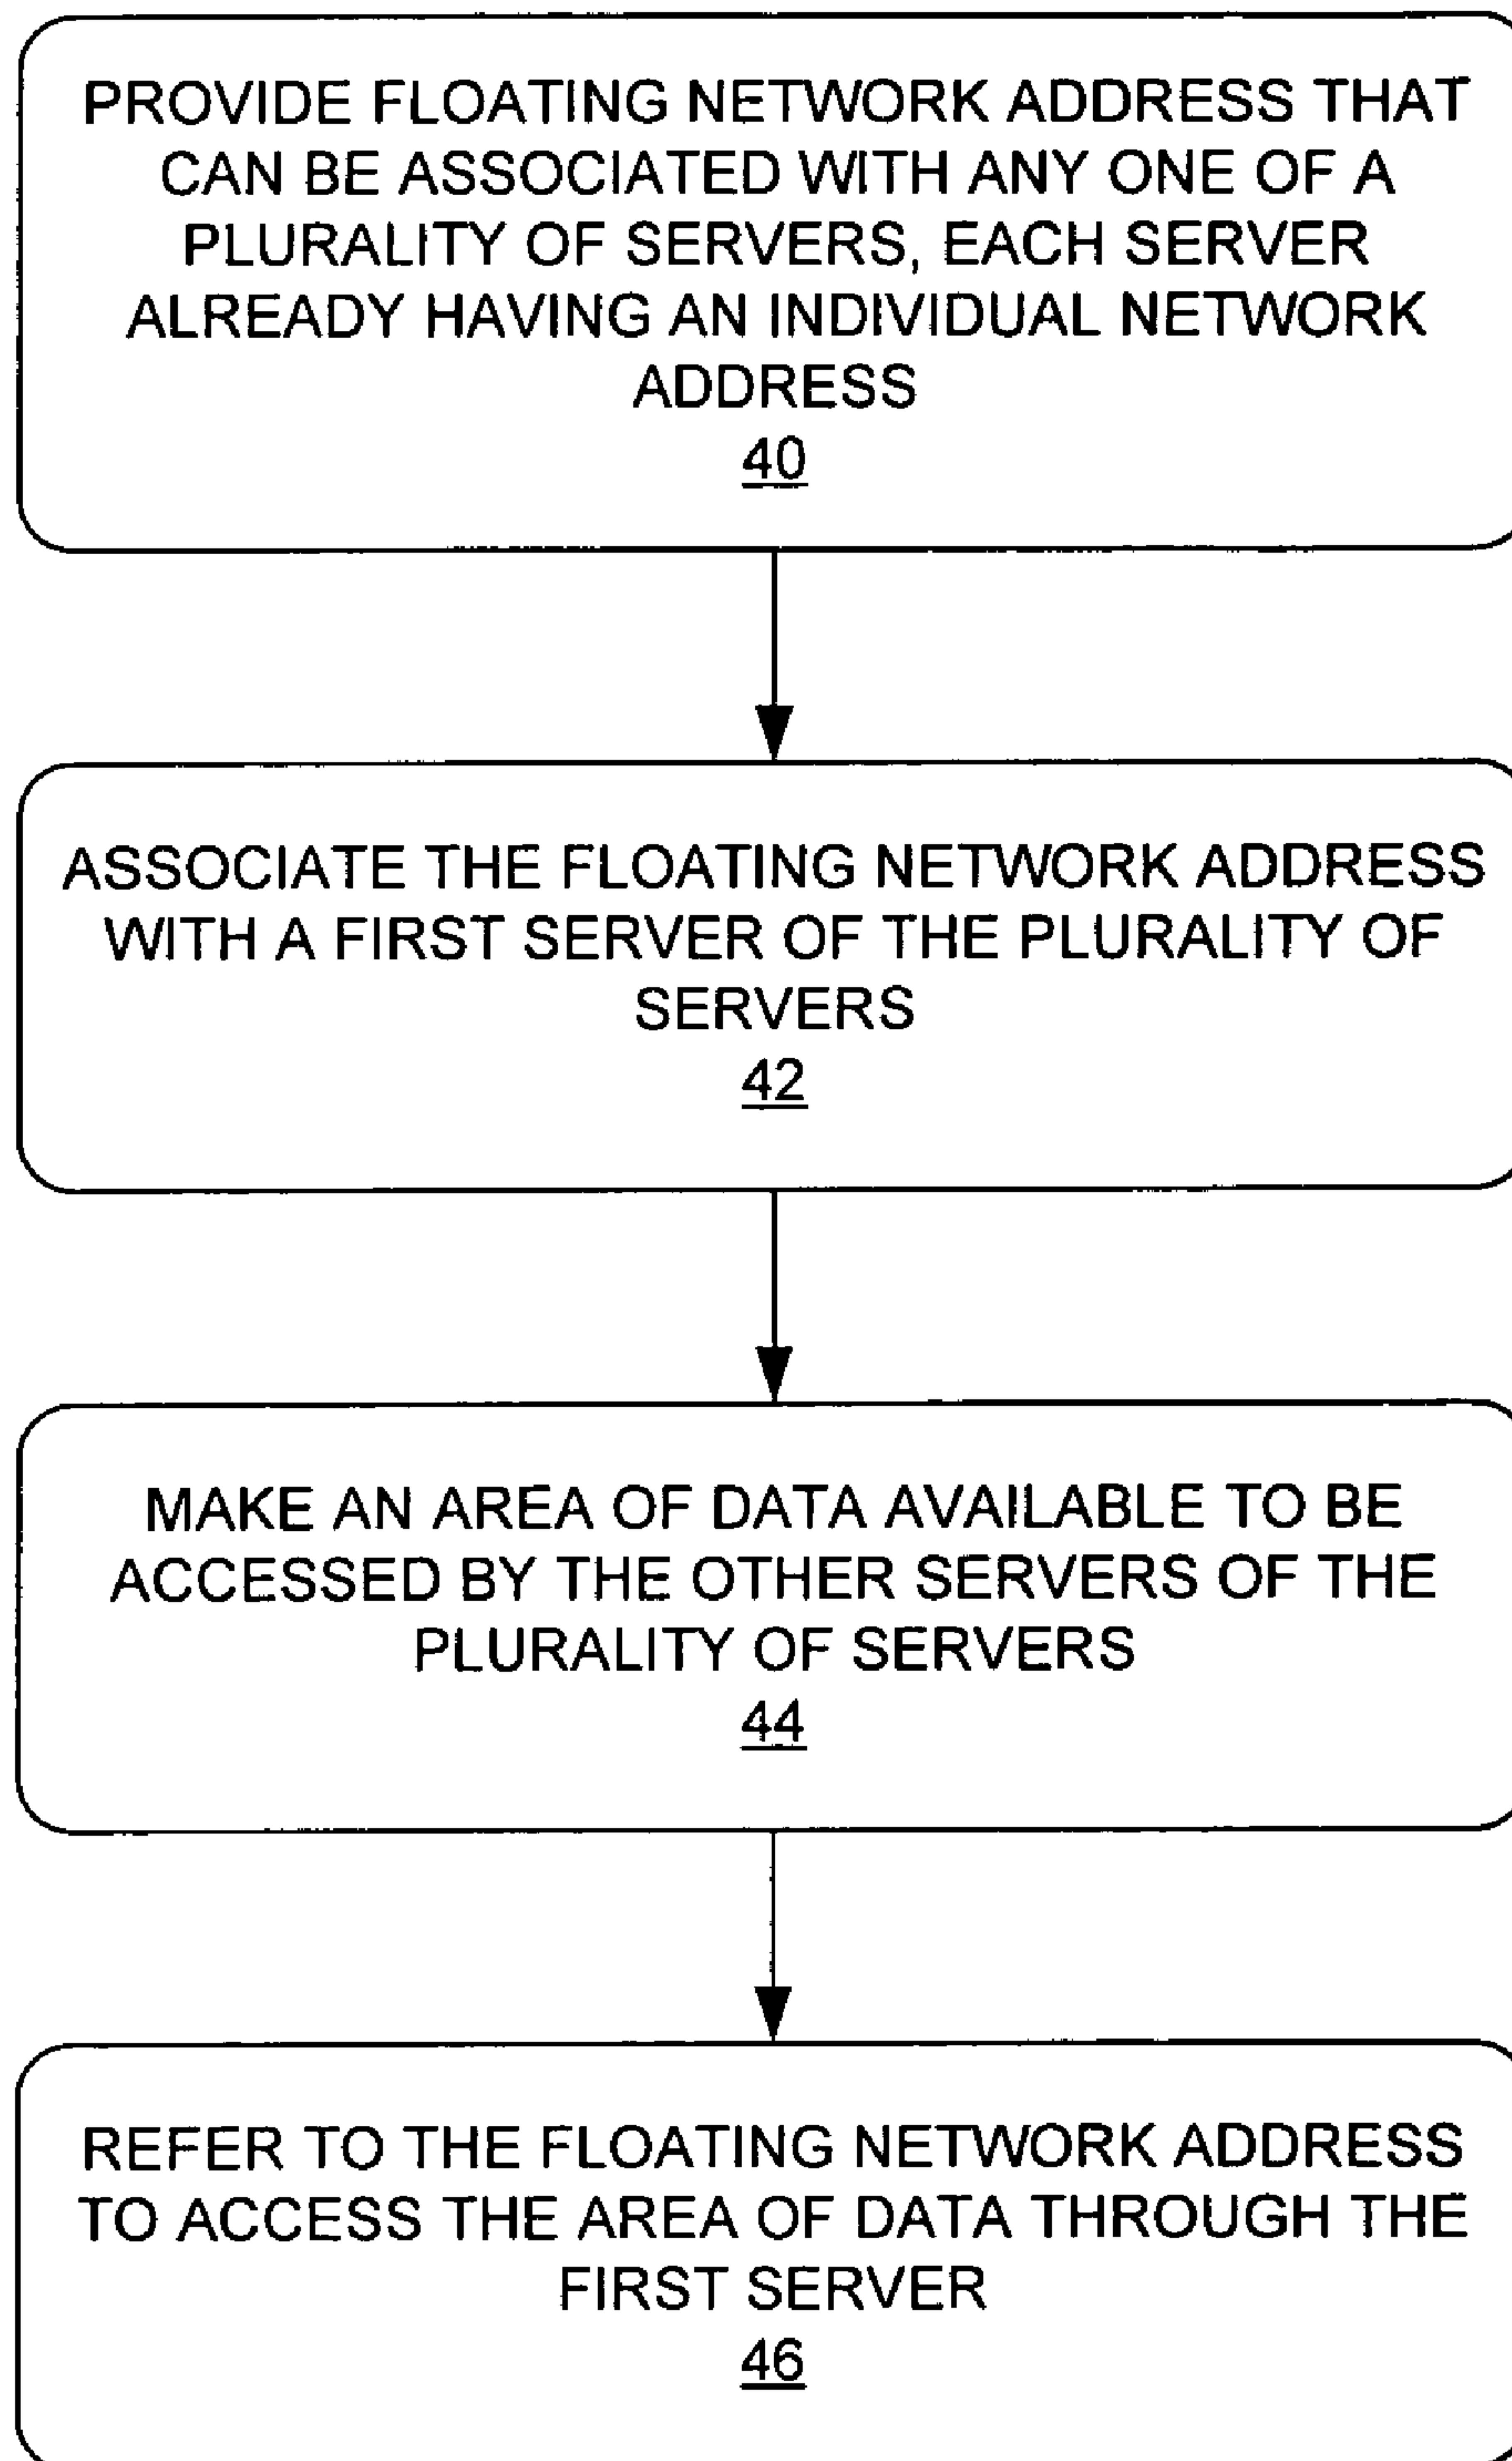 PROVIDE FLOATING NETWORK ADDRESS THAT
CAN BE ASSOCIATED WITH ANY ONE OF A
PLURALITY OF SERVERS, EACH SERVER
ALREADY HAVING AN INDIVIDUAL NETWORK
ADDRESS
40
ASSOCIATE THE FLOATING NETWORK ADDRESS
WITH A FIRST SERVER OF THE PLURALITY OF
SERVERS
42
MAKE AN AREA OF DATA AVAILABLE TO BE
ACCESSED BY THE OTHER SERVERS OF THE
PLURALITY OF SERVERS
44
REFER TO THE FLOATING NETWORK ADDRESS
TO ACCESS THE AREA OF DATA THROUGH THE
FIRST SERVER
46